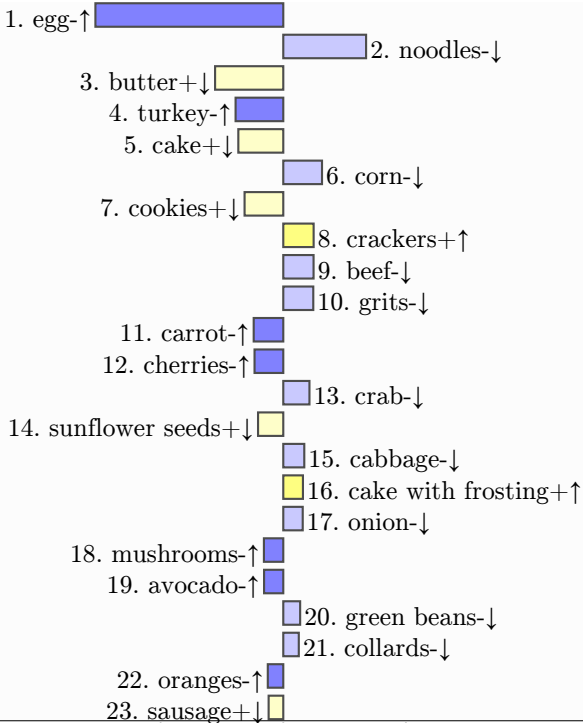 1. egg-↑
2. noodles-↓
3. butter+↓
4. turkey-↑
5. cake+↓
6. corn-↓
7. cookies+↓
8. crackers+↑
9. beef-↓
10. grits-↓
11. carrot-↑
12. cherries-↑
13. crab-↓
14. sunflower seeds+↓
15. cabbage-↓
16. cake with frosting+↑
17. onion-↓
18. mushrooms-↑
19. avocado-↑
20. green beans-↓
21. collards-↓
22. oranges-↑
23. sausage+↓